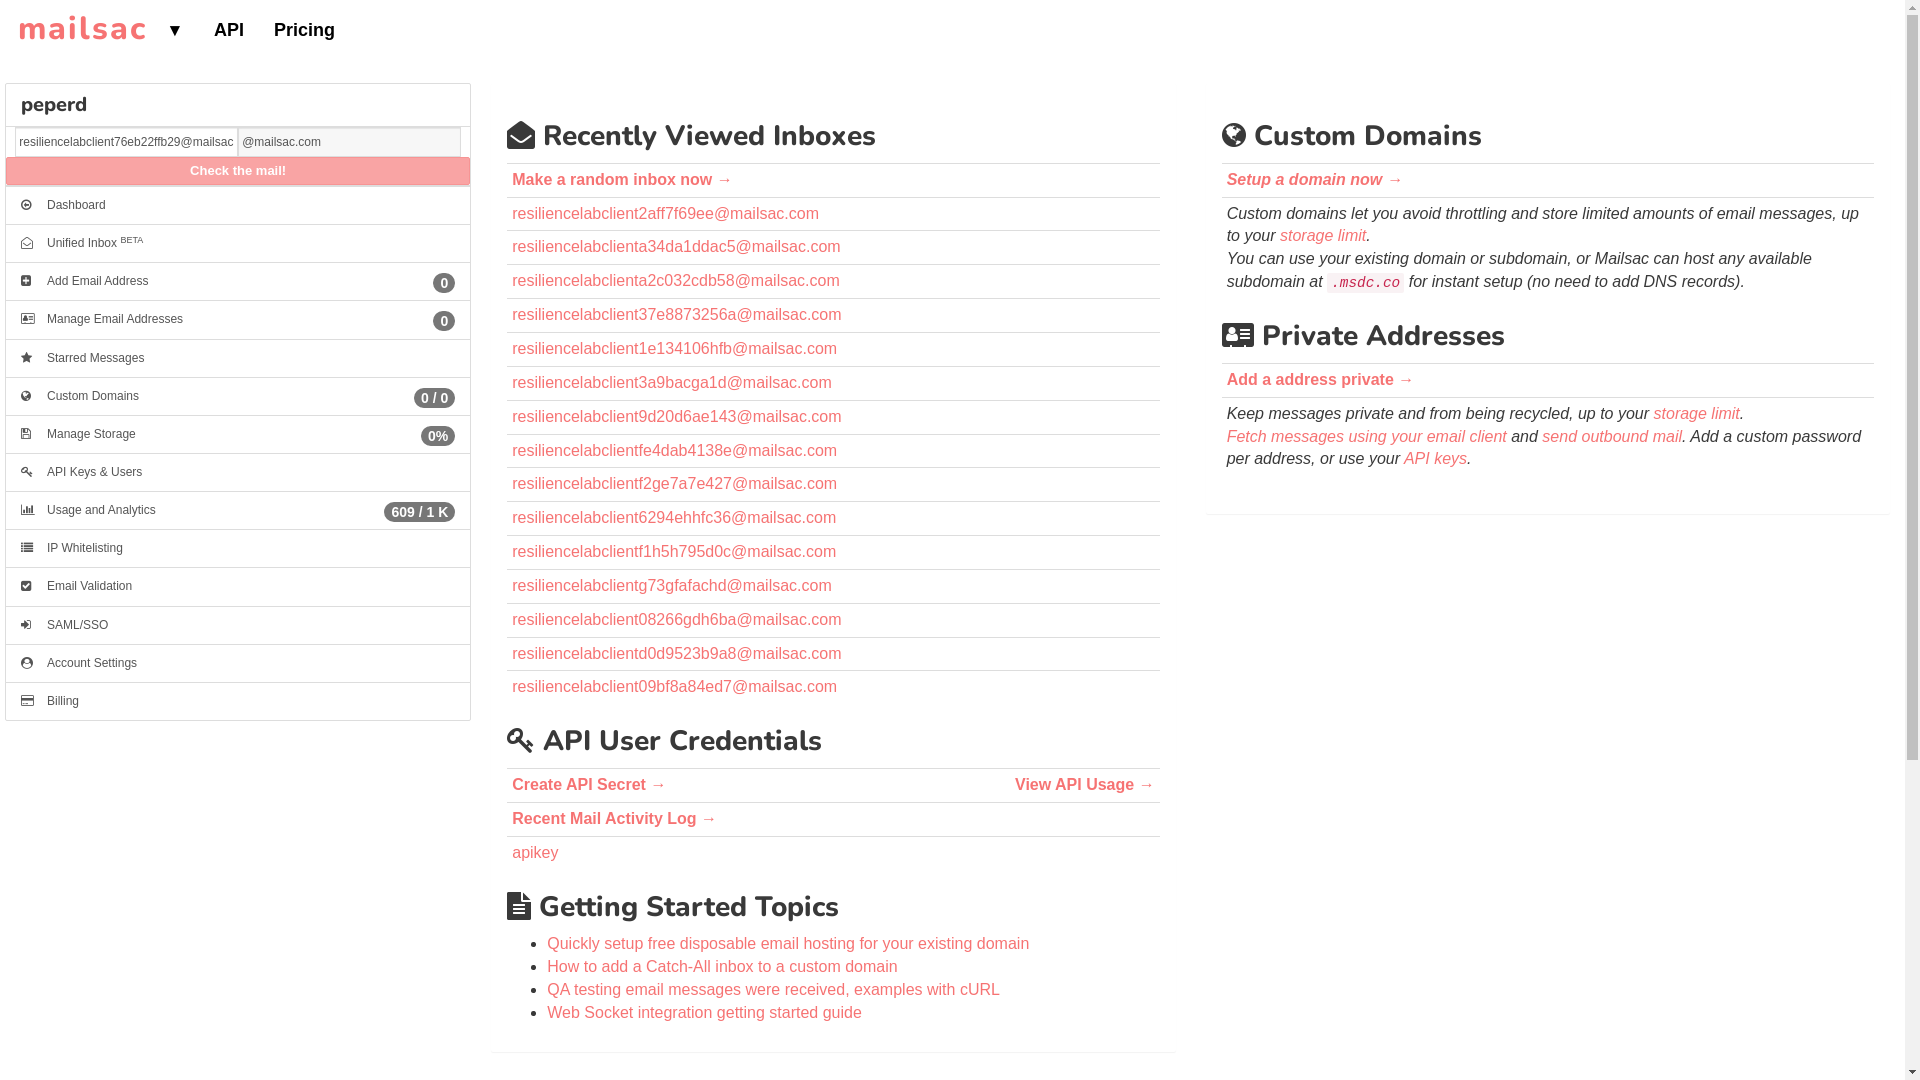 mailsac ▼ API Pricing
peperd
resiliencelabclient76eb22ffb29@mailsac @mailsac.com
Check the mail!
Dashboard
Unified Inbox BETA
Add Email Address 0
Manage Email Addresses 0
Starred Messages
Custom Domains 0 / 0
Manage Storage 0%
API Keys & Users
Usage and Analytics 609 / 1 K
IP Whitelisting
Email Validation
SAML/SSO
Account Settings
Billing
Recently Viewed Inboxes
Make a random inbox now →
resiliencelabclient2aff7f69ee@mailsac.com
resiliencelabclienta34da1ddac5@mailsac.com
resiliencelabclienta2c032cdb58@mailsac.com
resiliencelabclient37e8873256a@mailsac.com
resiliencelabclient1e134106hfb@mailsac.com
resiliencelabclient3a9bacga1d@mailsac.com
resiliencelabclient9d20d6ae143@mailsac.com
resiliencelabclientfe4dab4138e@mailsac.com
resiliencelabclientf2ge7a7e427@mailsac.com
resiliencelabclient6294ehhfc36@mailsac.com
resiliencelabclientf1h5h795d0c@mailsac.com
resiliencelabclientg73gfafachd@mailsac.com
resiliencelabclient08266gdh6ba@mailsac.com
resiliencelabclientd0d9523b9a8@mailsac.com
resiliencelabclient09bf8a84ed7@mailsac.com
API User Credentials
Create API Secret → View API Usage →
Recent Mail Activity Log →
apikey
Getting Started Topics
• Quickly setup free disposable email hosting for your existing domain
• How to add a Catch-All inbox to a custom domain
• QA testing email messages were received, examples with cURL
• Web Socket integration getting started guide
Custom Domains
Setup a domain now →
Custom domains let you avoid throttling and store limited amounts of email messages, up
to your storage limit.
You can use your existing domain or subdomain, or Mailsac can host any available
subdomain at .msdc.co for instant setup (no need to add DNS records).
Private Addresses
Add a address private →
Keep messages private and from being recycled, up to your storage limit.
Fetch messages using your email client and send outbound mail. Add a custom password
per address, or use your API keys.